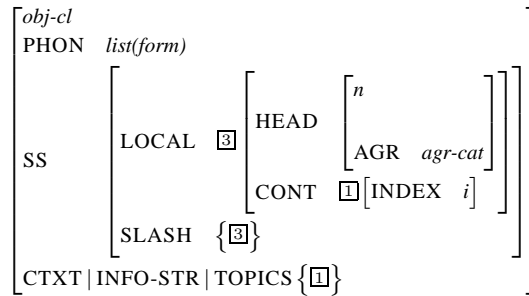 obj-cl
PHON list(form)
SS LOCAL 3 HEAD n
AGR agr-cat
CONT 1 [INDEX i]
SLASH {3}
CTXT | INFO-STR | TOPICS {1}